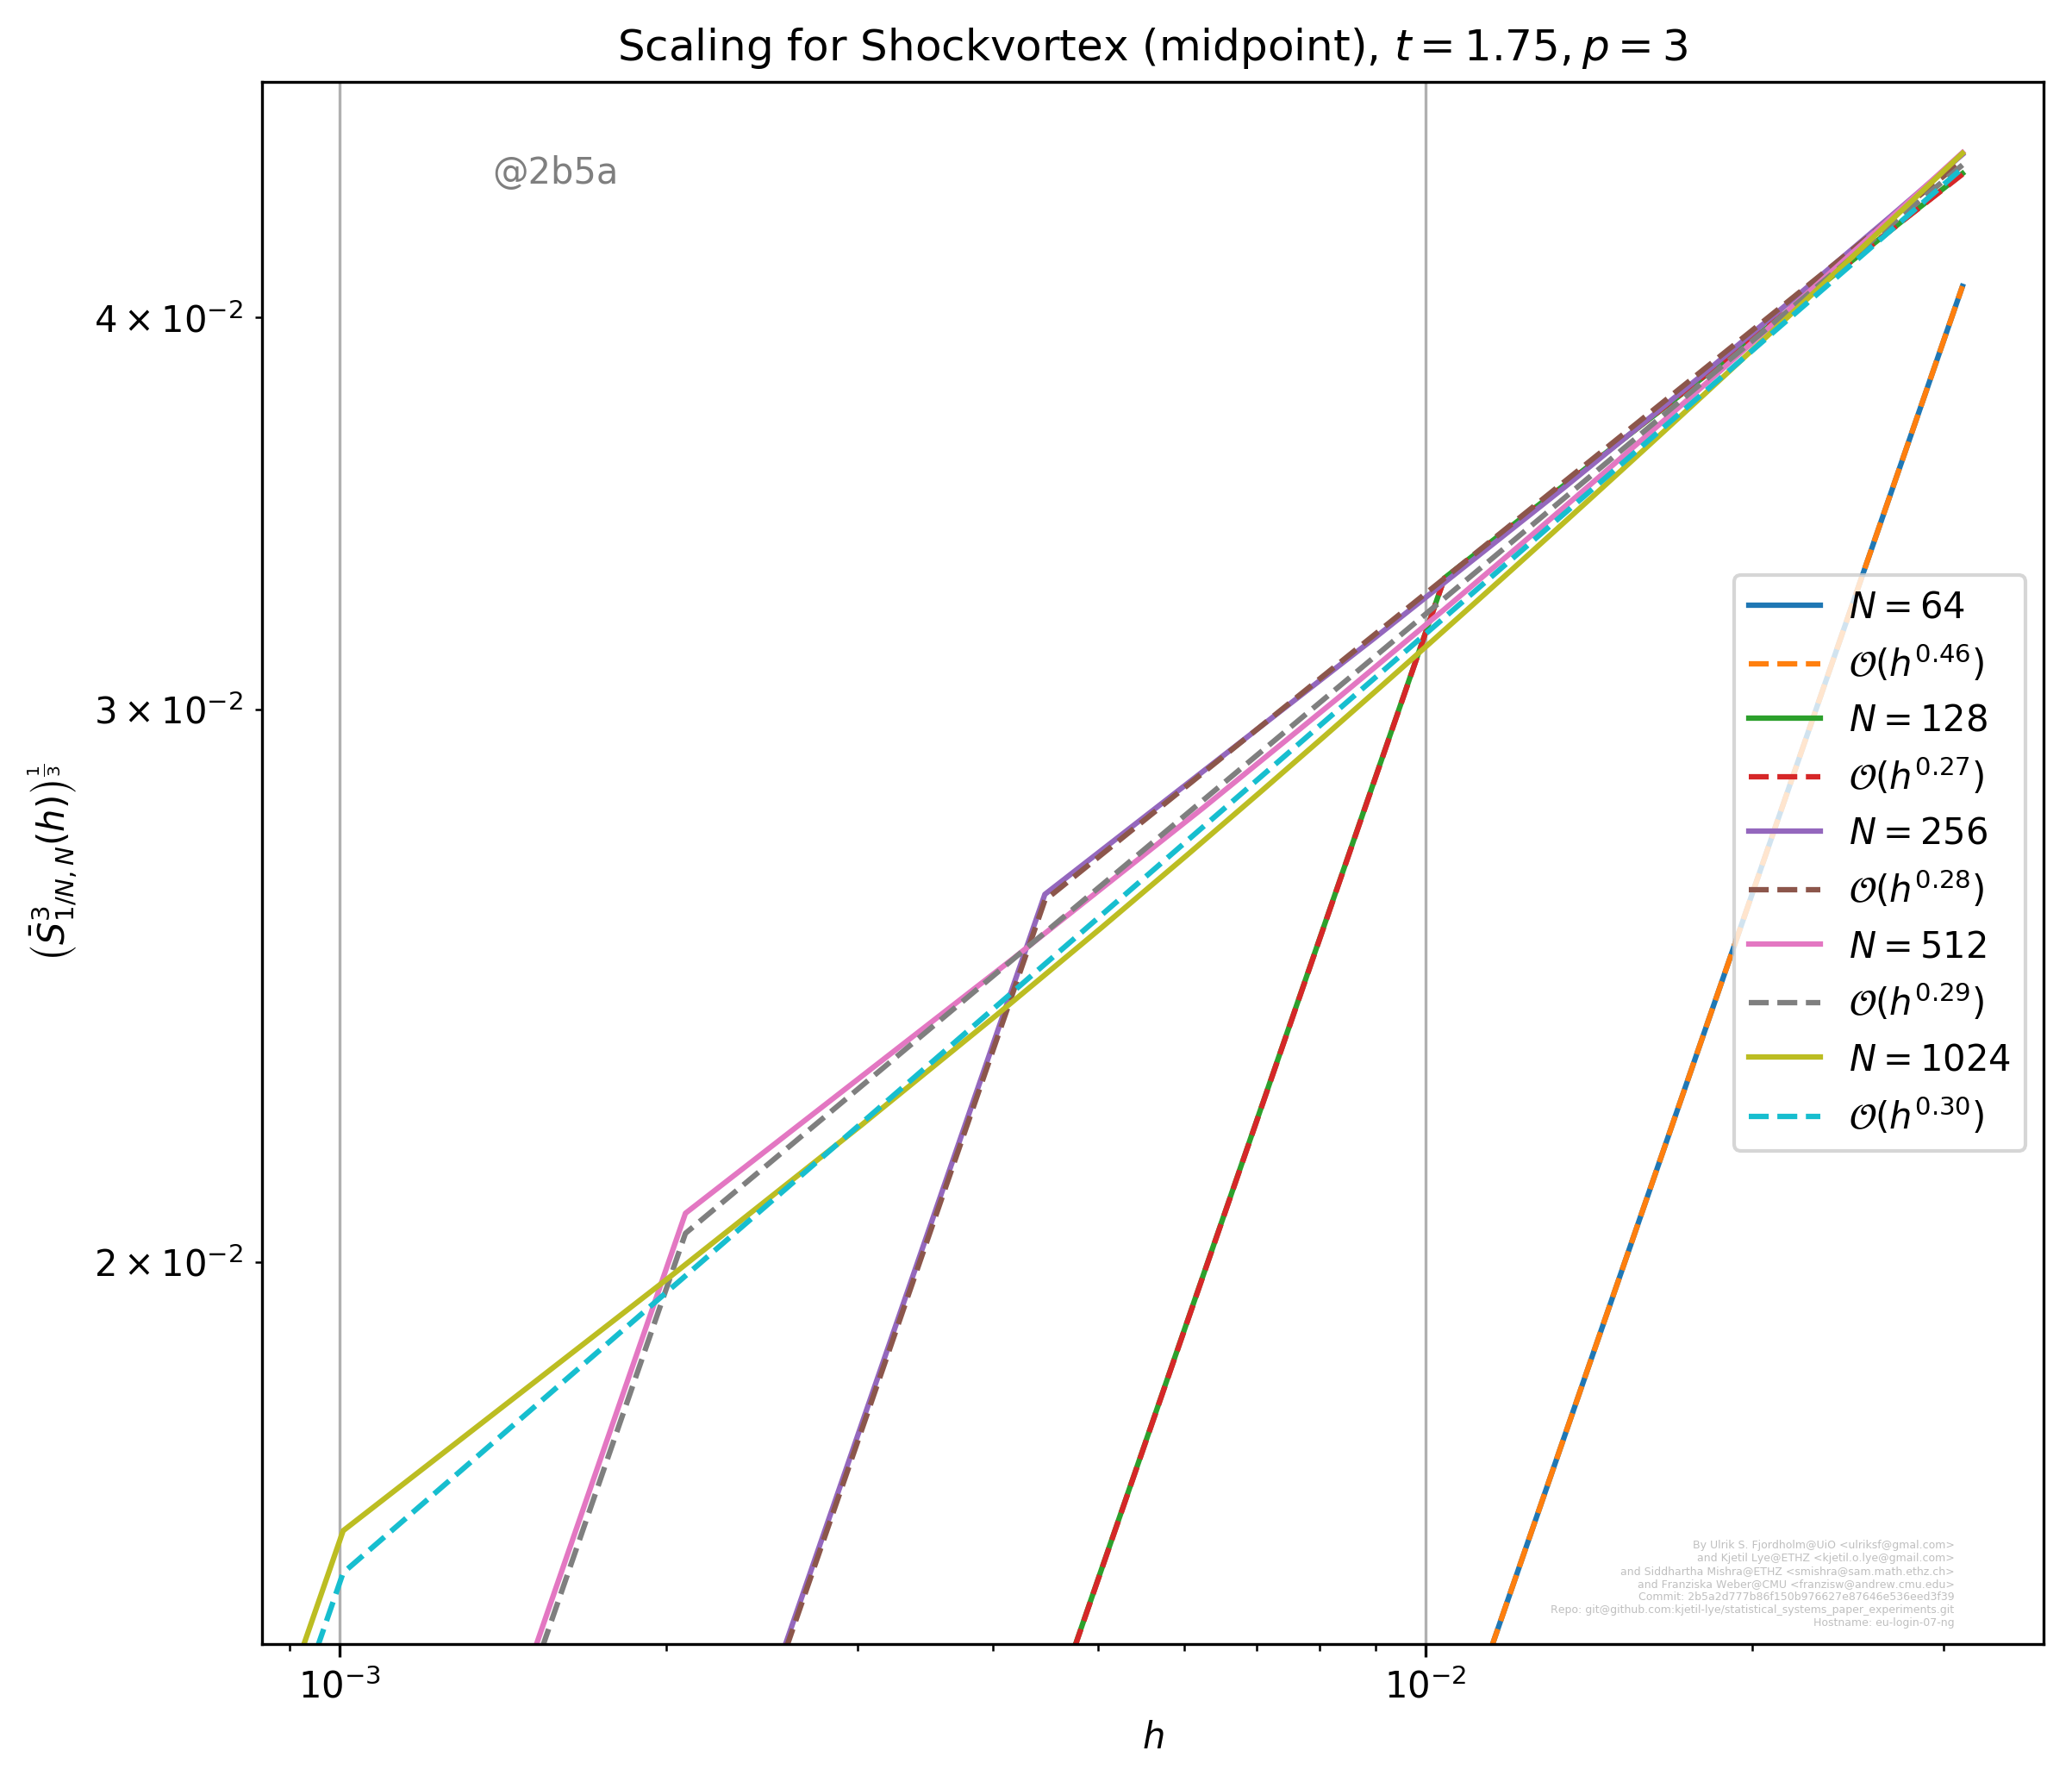 Scaling for Shockvortex (midpoint), t = 1.75, p = 3
@2b5a
4 × 10⁻²
3 × 10⁻²
2 × 10⁻²
(S̄³₁/N,N(h))^(1/3)
N = 64
𝒪(h^0.46)
N = 128
𝒪(h^0.27)
N = 256
𝒪(h^0.28)
N = 512
𝒪(h^0.29)
N = 1024
𝒪(h^0.30)
By Ulrik S. Fjordholm@UiO <ulriksf@gmal.com>
and Kjetil Lye@ETHZ <kjetil.o.lye@gmail.com>
and Siddhartha Mishra@ETHZ <smishra@sam.math.ethz.ch>
and Franziska Weber@CMU <franzisw@andrew.cmu.edu>
Commit: 2b5a2d777b86f150b976627e87646e536eed3f39
Repo: git@github.com:kjetil-lye/statistical_systems_paper_experiments.git
Hostname: eu-login-07-ng
10⁻³
10⁻²
h